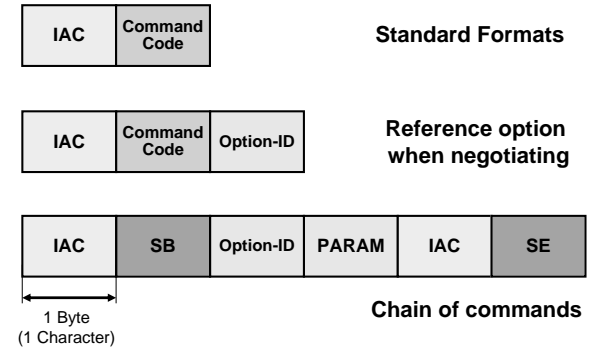 IAC
Command
Code
Standard Formats
IAC
Command
Code
Option-ID
Reference option
when negotiating
IAC
SB
Option-ID
PARAM
IAC
SE
1 Byte
(1 Character)
Chain of commands